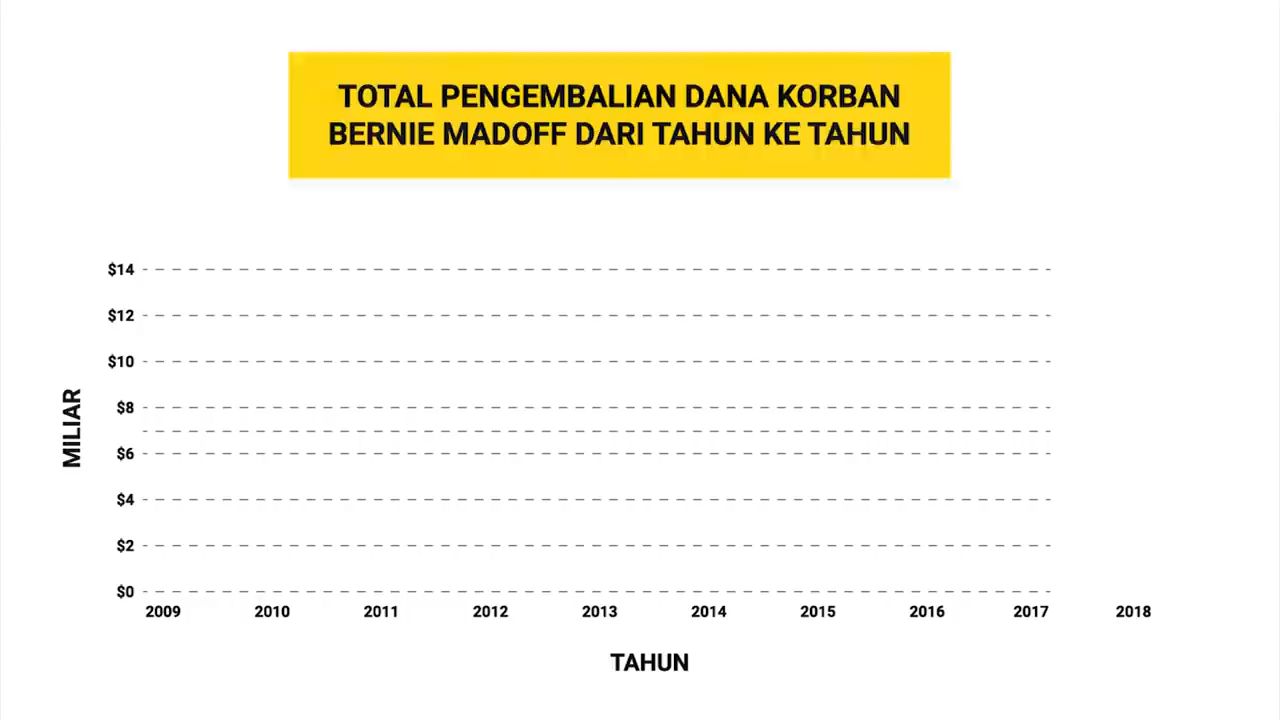 TOTAL PENGEMBALIAN DANA KORBAN
BERNIE MADOFF DARI TAHUN KE TAHUN
$14
$12
$10
$8
$6
$4
$2
$0
MILIAR
2009 2010 2011 2012 2013 2014 2015 2016 2017 2018
TAHUN